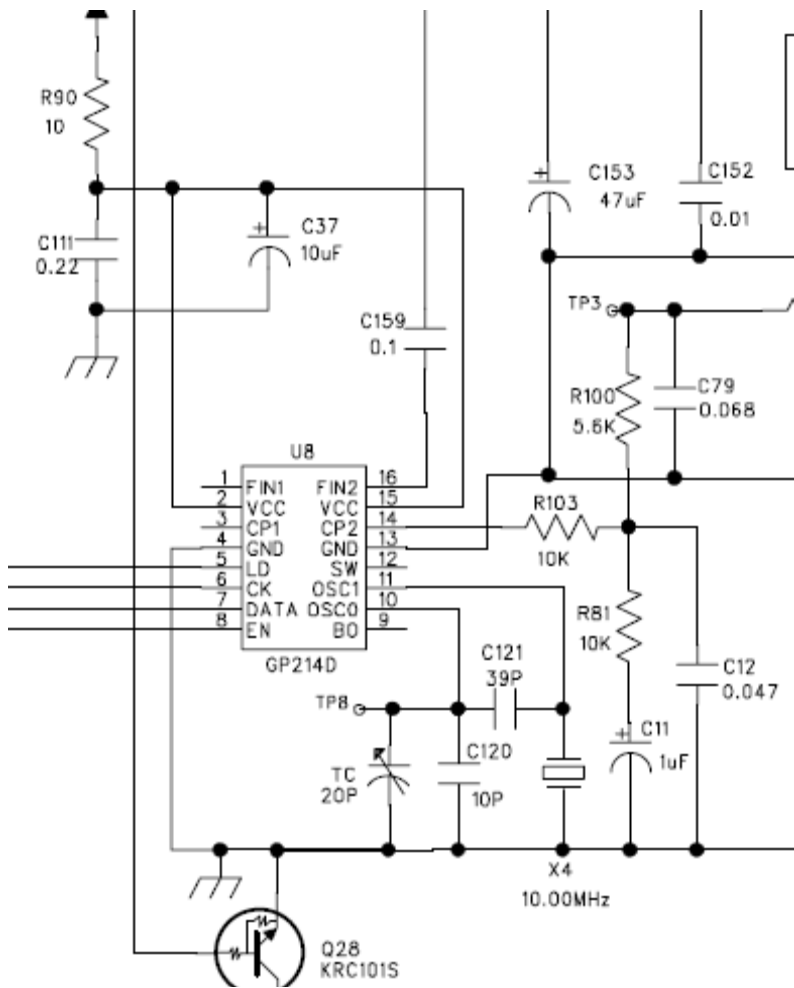 R90
10
C111
0.22
C37
10uF
C159
0.1
C153
47uF
C152
0.01
TP3
R100
5.6K
C79
0.068
U8
1 FIN1 FIN2 16
2 VCC VCC 15
3 CP1 CP2 14
4 GND GND 13
5 LD SW 12
6 CK OSC1 11
7 DATA OSC0 10
8 EN BO 9
GP214D
R103
10K
R81
10K
C12
0.047
C11
1uF
C121
39P
TP8
TC
20P
C120
10P
X4
10.00MHz
Q28
KRC101S